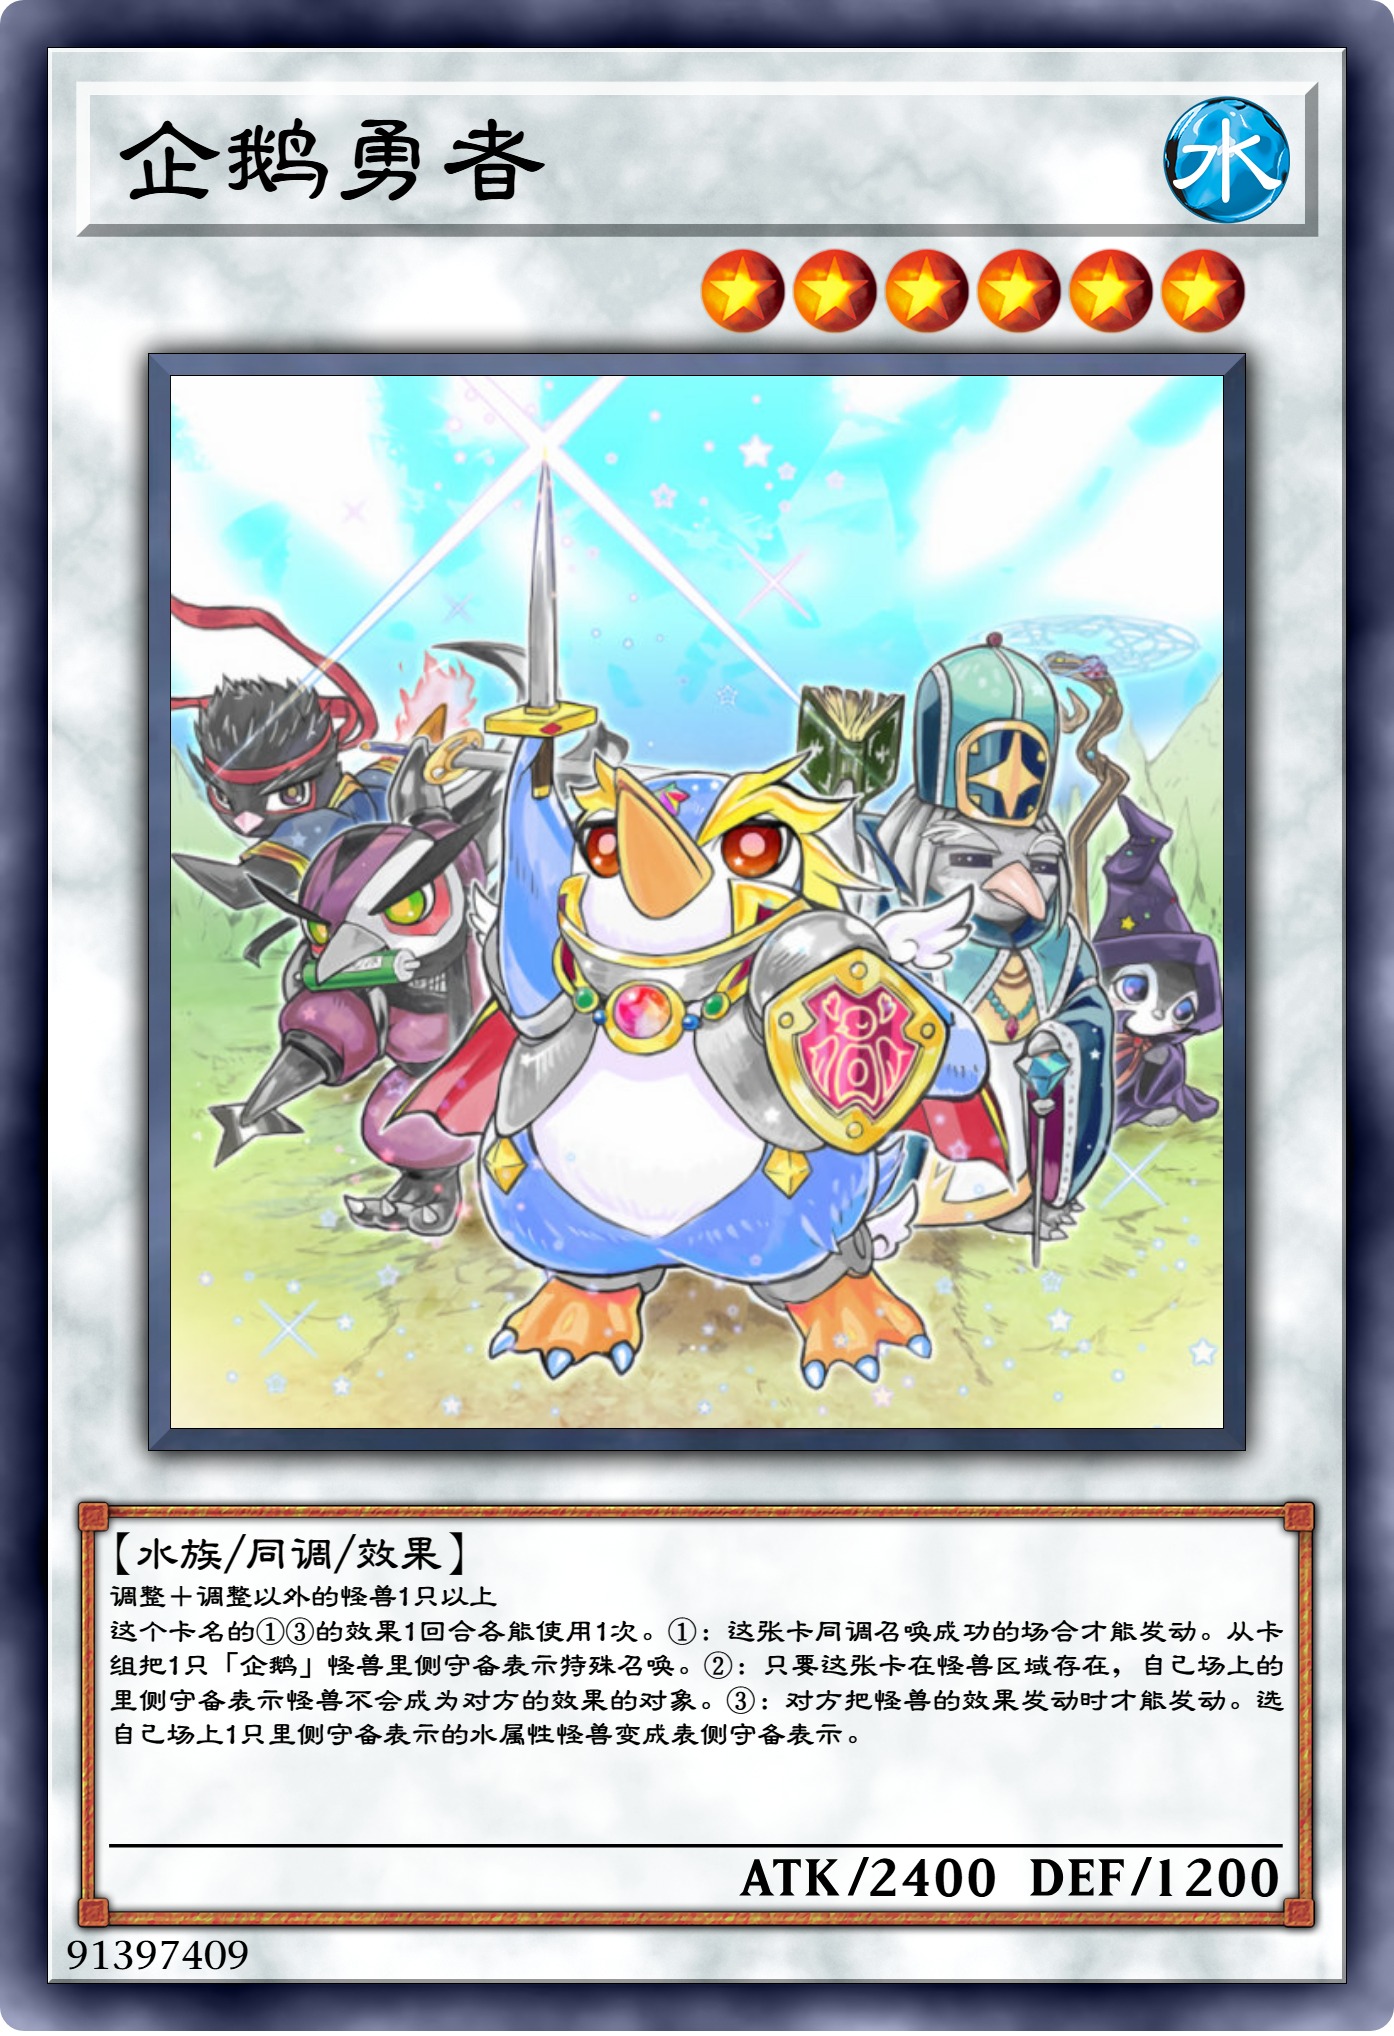 企鹅勇者
水
【水族/同调/效果】
调整＋调整以外的怪兽1只以上
这个卡名的①③的效果1回合各能使用1次。①：这张卡同调召唤成功的场合才能发动。从卡
组把1只「企鹅」怪兽里侧守备表示特殊召唤。②：只要这张卡在怪兽区域存在，自己场上的
里侧守备表示怪兽不会成为对方的效果的对象。③：对方把怪兽的效果发动时才能发动。选
自己场上1只里侧守备表示的水属性怪兽变成表侧守备表示。
ATK/2400 DEF/1200
91397409